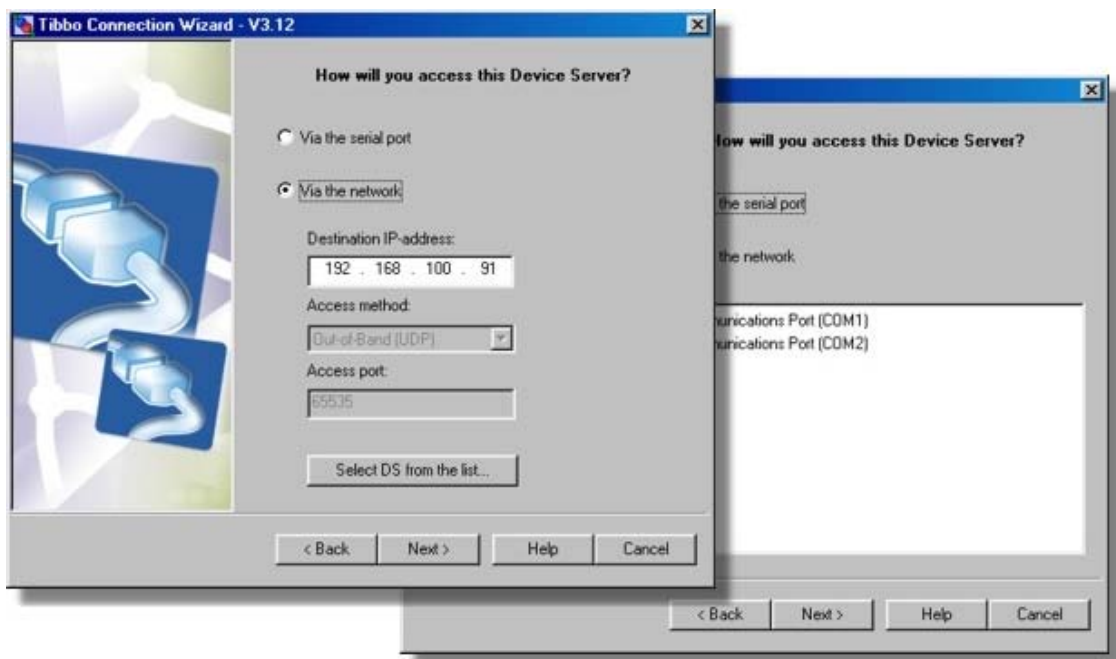 Tibbo Connection Wizard - V3.12
How will you access this Device Server?
Via the serial port
Via the network
Destination IP-address:
192 . 168 . 100 . 91
Access method:
Out-of-Band (UDP)
Access port:
65535
Select DS from the list...
< Back Next > Help Cancel
How will you access this Device Server?
the serial port
the network
unications Port (COM1)
unications Port (COM2)
< Back Next > Help Cancel